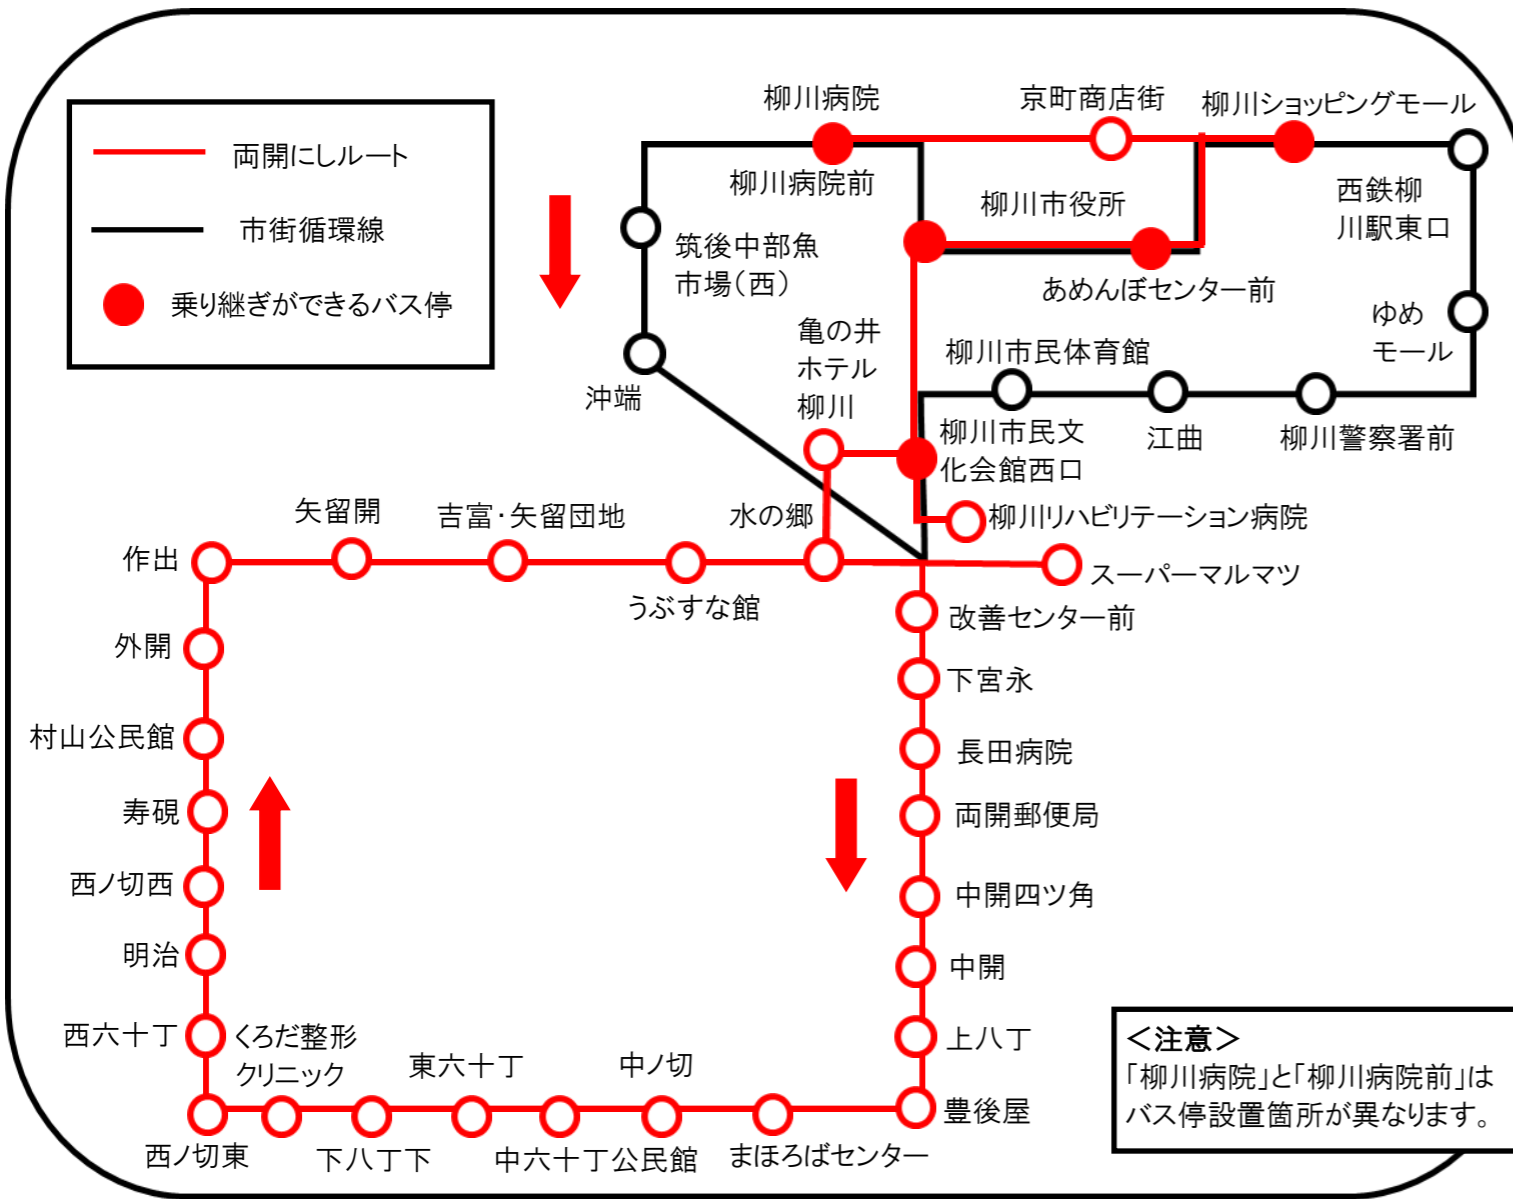 両開にしルート
市街循環線
乗り継ぎができるバス停
柳川病院
京町商店街
柳川ショッピングモール
柳川病院前
柳川市役所
西鉄柳
川駅東口
筑後中部魚
市場(西)
あめんぼセンター前
ゆめ
モール
亀の井
ホテル
柳川
柳川市民体育館
沖端
柳川市民文
化会館西口
江曲
柳川警察署前
矢留開
吉富・矢留団地
水の郷
柳川リハビリテーション病院
作出
スーパーマルマツ
うぶすな館
改善センター前
外開
下宮永
村山公民館
長田病院
寿硯
両開郵便局
西ノ切西
中開四ツ角
明治
中開
西六十丁
くろだ整形
クリニック
東六十丁
中ノ切
上八丁
豊後屋
西ノ切東
下八丁下
中六十丁公民館
まほろばセンター
<注意>
「柳川病院」と「柳川病院前」は
バス停設置箇所が異なります。